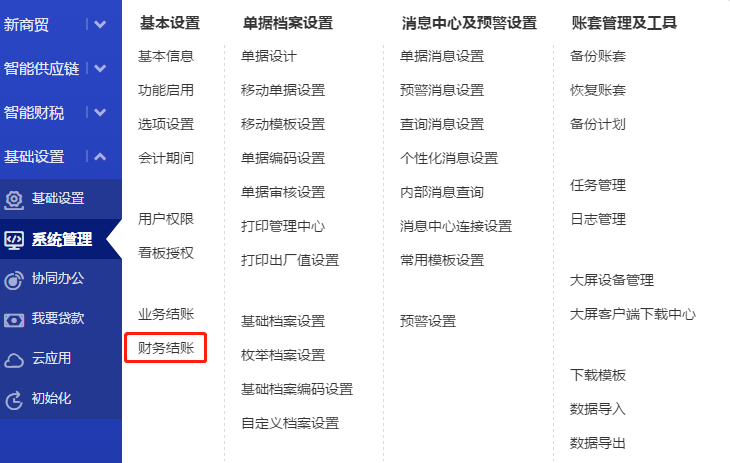 新商贸
智能供应链
智能财税
基础设置
基础设置
系统管理
协同办公
我要贷款
云应用
初始化
基本设置
基本信息
功能启用
选项设置
会计期间
用户权限
看板授权
业务结账
财务结账
单据档案设置
单据设计
移动单据设置
移动模板设置
单据编码设置
单据审核设置
打印管理中心
打印出厂值设置
基础档案设置
枚举档案设置
基础档案编码设置
自定义档案设置
消息中心及预警设置
单据消息设置
预警消息设置
查询消息设置
个性化消息设置
内部消息查询
消息中心连接设置
常用模板设置
预警设置
账套管理及工具
备份账套
恢复账套
备份计划
任务管理
日志管理
大屏设备管理
大屏客户端下载中心
下载模板
数据导入
数据导出